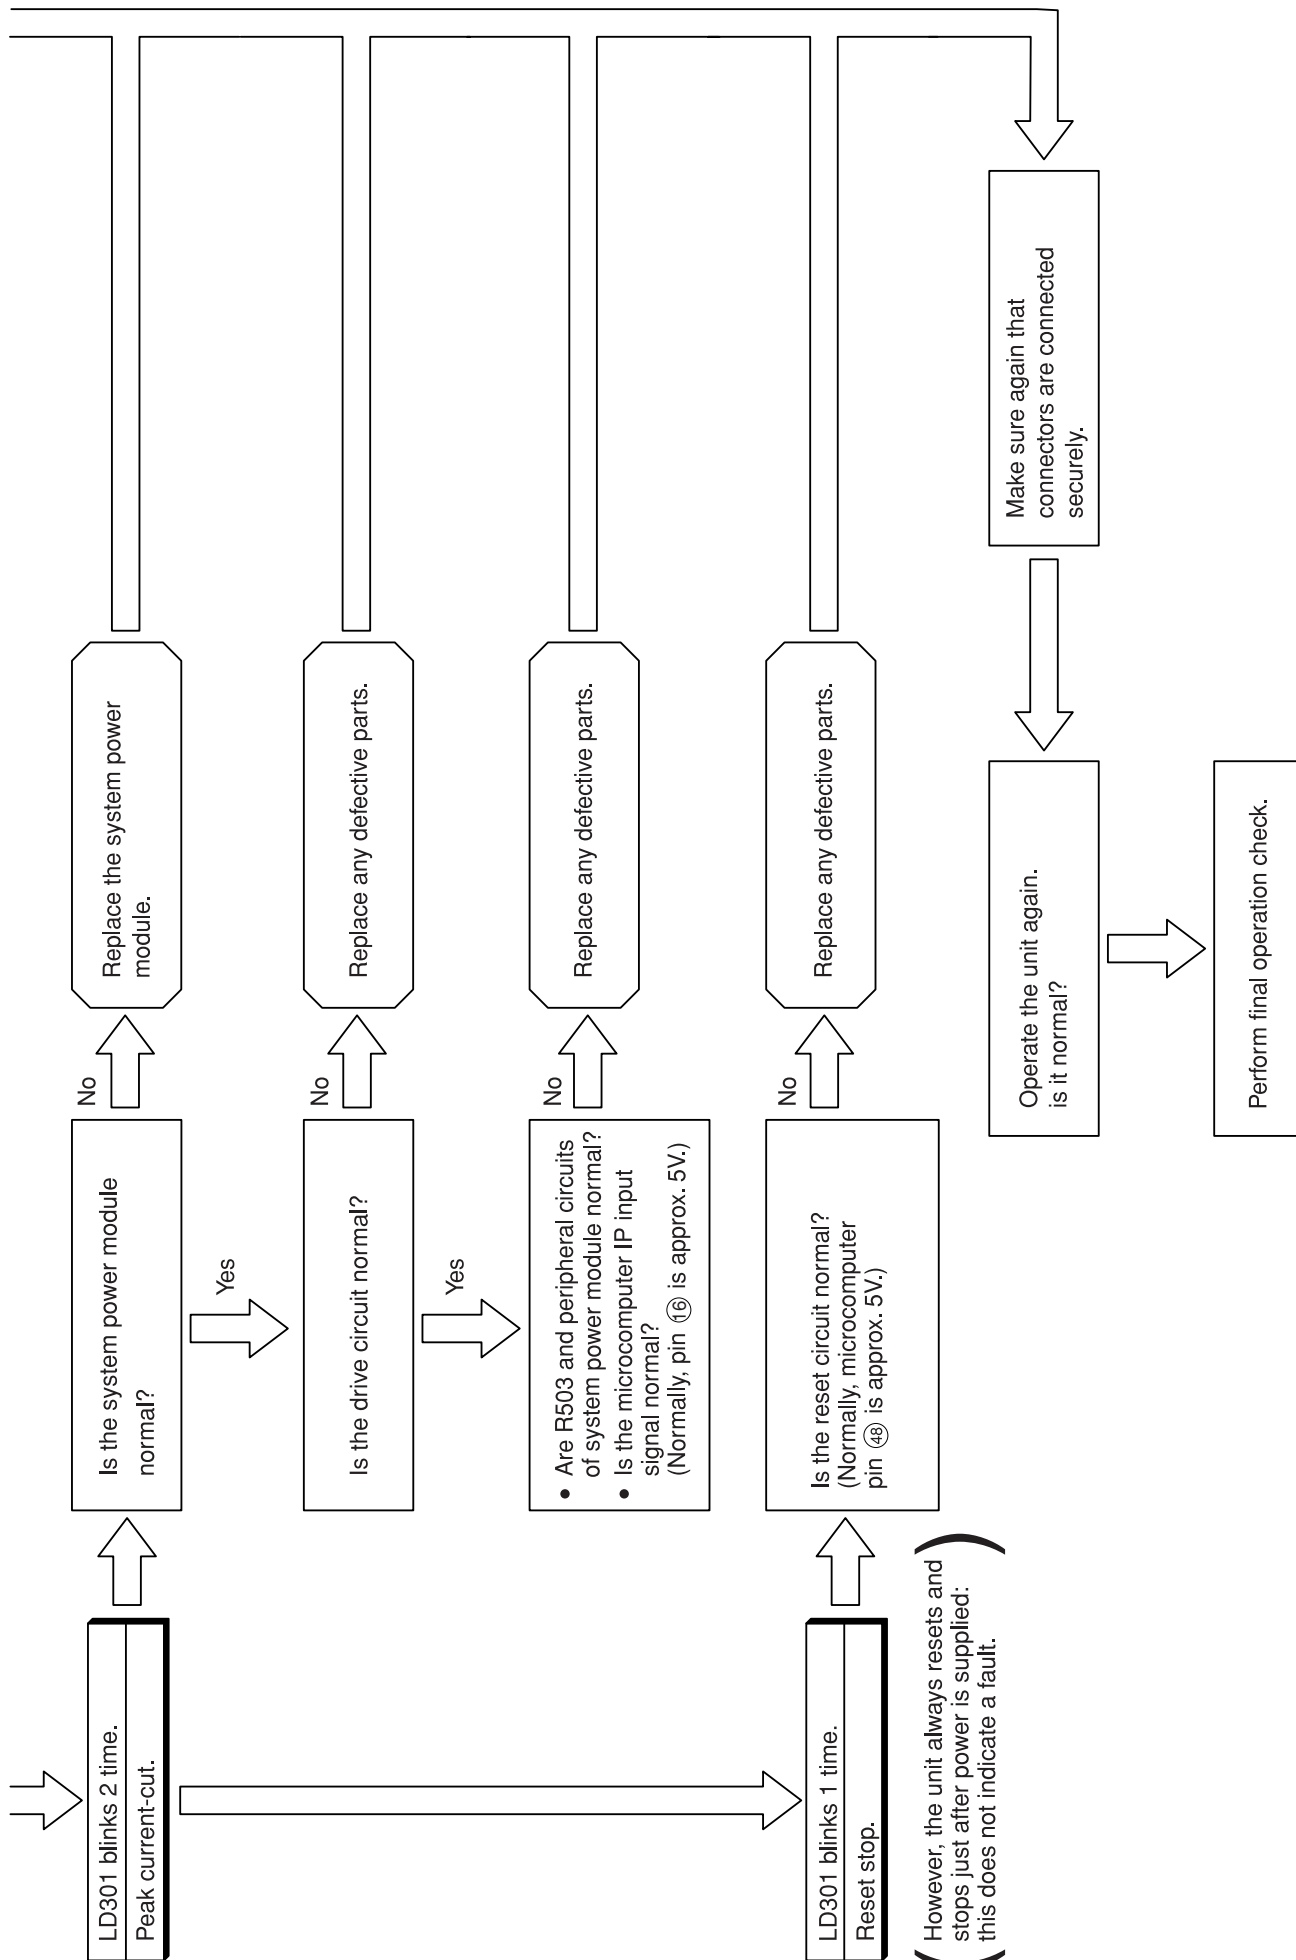 LD301 blinks 2 time.
Peak current-cut.
Is the system power module
normal?
No
Replace the system power
module.
Yes
Is the drive circuit normal?
No
Replace any defective parts.
Yes
• Are R503 and peripheral circuits
of system power module normal?
• Is the microcomputer IP input
signal normal?
(Normally, pin ⑯ is approx. 5V.)
No
Replace any defective parts.
LD301 blinks 1 time.
Reset stop.
(However, the unit always resets and
stops just after power is supplied:
this does not indicate a fault.)
Is the reset circuit normal?
(Normally, microcomputer
pin ㊽ is approx. 5V.)
No
Replace any defective parts.
Make sure again that
connectors are connected
securely.
Operate the unit again.
is it normal?
Perform final operation check.